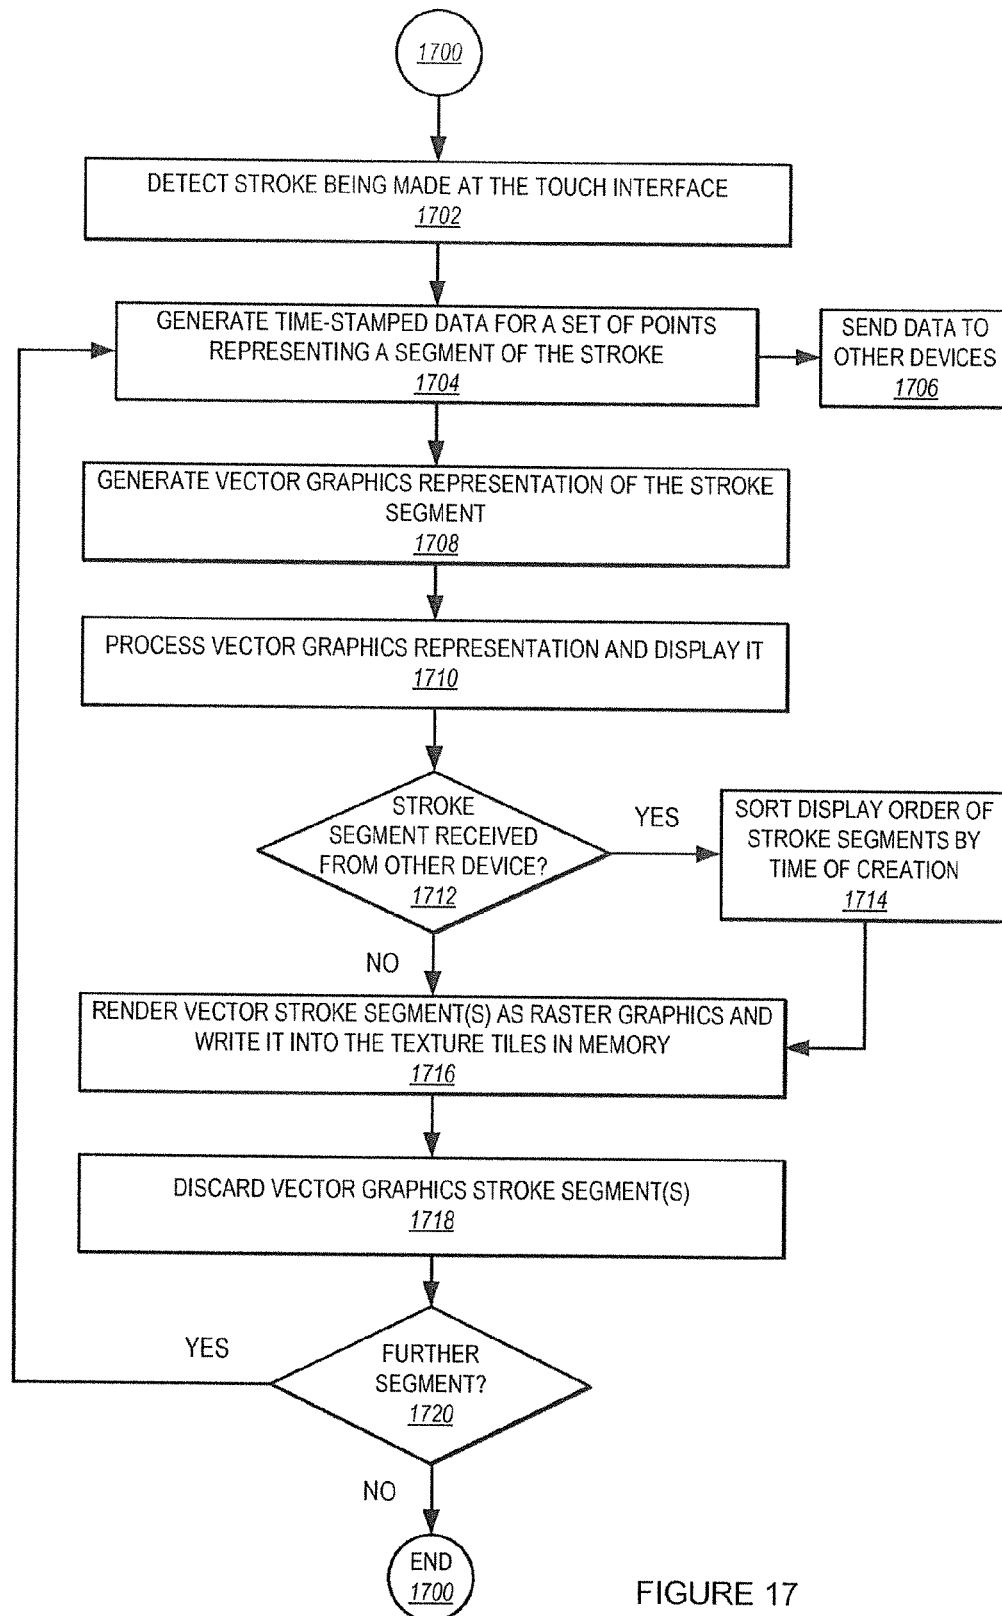 1700
DETECT STROKE BEING MADE AT THE TOUCH INTERFACE
1702
GENERATE TIME-STAMPED DATA FOR A SET OF POINTS
REPRESENTING A SEGMENT OF THE STROKE
1704
SEND DATA TO
OTHER DEVICES
1706
GENERATE VECTOR GRAPHICS REPRESENTATION OF THE STROKE
SEGMENT
1708
PROCESS VECTOR GRAPHICS REPRESENTATION AND DISPLAY IT
1710
STROKE
SEGMENT RECEIVED
FROM OTHER DEVICE?
1712
YES
SORT DISPLAY ORDER OF
STROKE SEGMENTS BY
TIME OF CREATION
1714
NO
RENDER VECTOR STROKE SEGMENT(S) AS RASTER GRAPHICS AND
WRITE IT INTO THE TEXTURE TILES IN MEMORY
1716
DISCARD VECTOR GRAPHICS STROKE SEGMENT(S)
1718
YES
FURTHER
SEGMENT?
1720
NO
END
1700
FIGURE 17